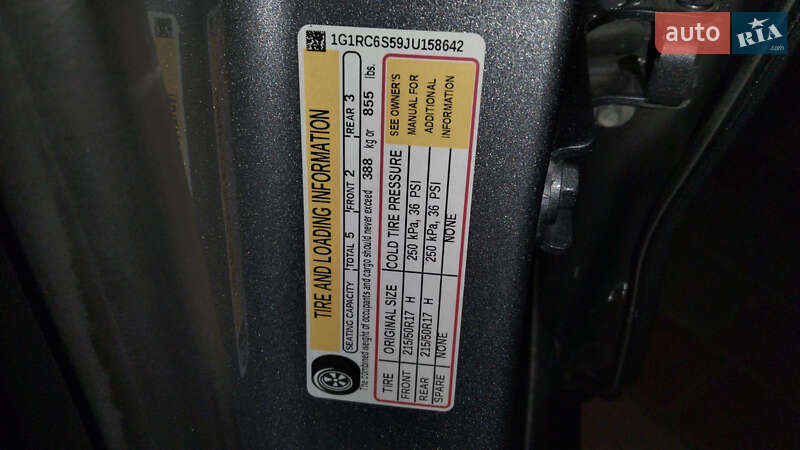 1G1RC6S59JU158642
TIRE AND LOADING INFORMATION
SEATING CAPACITY TOTAL 5 FRONT 2 REAR 3
The combined weight of occupants and cargo should never exceed 388 kg or 855 lbs.
TIRE ORIGINAL SIZE COLD TIRE PRESSURE SEE OWNER'S
FRONT 215/50R17 H 250 kPa, 36 PSI MANUAL FOR
REAR 215/50R17 H 250 kPa, 36 PSI ADDITIONAL
SPARE NONE NONE INFORMATION
auto RIA
.com